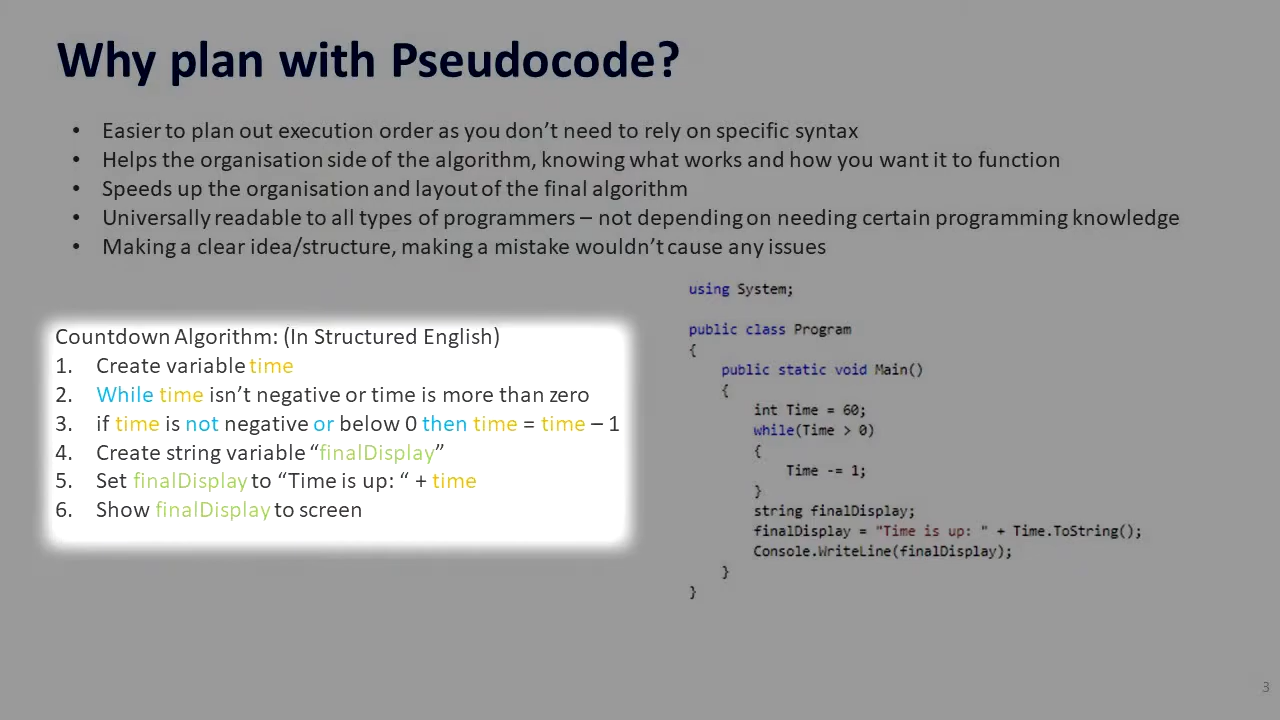 Why plan with Pseudocode?
• Easier to plan out execution order as you don’t need to rely on specific syntax
• Helps the organisation side of the algorithm, knowing what works and how you want it to function
• Speeds up the organisation and layout of the final algorithm
• Universally readable to all types of programmers – not depending on needing certain programming knowledge
• Making a clear idea/structure, making a mistake wouldn’t cause any issues
Countdown Algorithm: (In Structured English)
1. Create variable time
2. While time isn’t negative or time is more than zero
3. if time is not negative or below 0 then time = time – 1
4. Create string variable “finalDisplay”
5. Set finalDisplay to “Time is up: “ + time
6. Show finalDisplay to screen
using System;
public class Program
{
public static void Main()
{
int Time = 60;
while(Time > 0)
{
Time -= 1;
}
string finalDisplay;
finalDisplay = "Time is up: " + Time.ToString();
Console.WriteLine(finalDisplay);
}
}
3